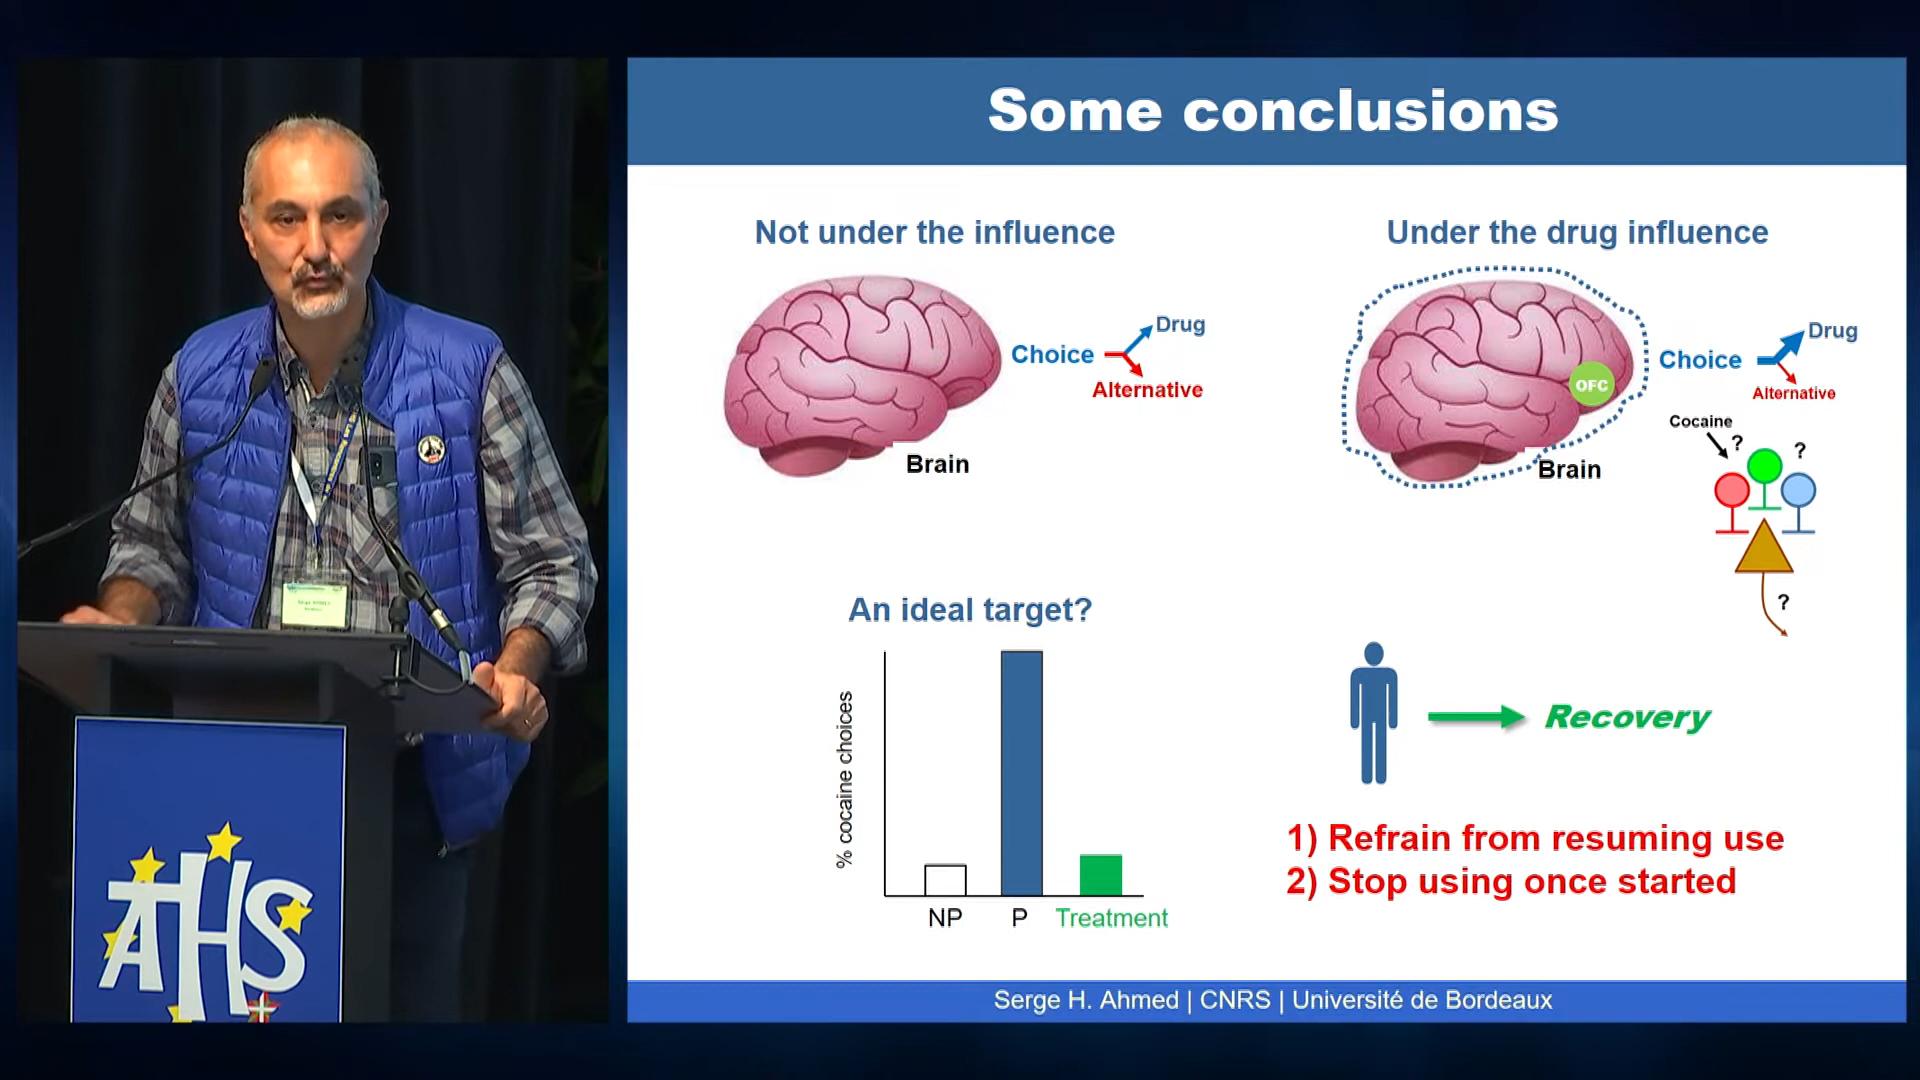 Some conclusions
Not under the influence
Choice
Drug
Alternative
Brain
Under the drug influence
OFC
Choice
Drug
Alternative
Brain
Cocaine
?
?
?
An ideal target?
% cocaine choices
NP
P
Treatment
Recovery
1) Refrain from resuming use
2) Stop using once started
Serge H. Ahmed | CNRS | Université de Bordeaux
AHS